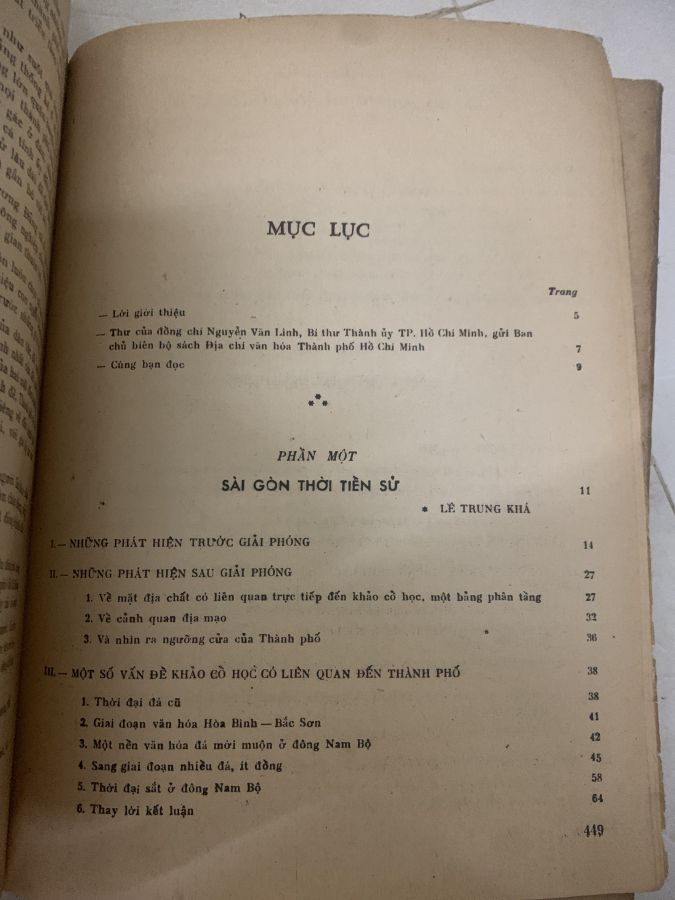 MỤC LỤC
Trang
— Lời giới thiệu 5
— Thư của đồng chí Nguyễn Văn Linh, Bí thư Thành ủy TP. Hồ Chí Minh, gửi Ban
chủ biên bộ sách Địa chí văn hóa Thành phố Hồ Chí Minh 7
— Cùng bạn đọc 9
PHẦN MỘT
SÀI GÒN THỜI TIỀN SỬ 11
* LÊ TRUNG KHÁ
I.— NHỮNG PHÁT HIỆN TRƯỚC GIẢI PHÓNG 14
II.— NHỮNG PHÁT HIỆN SAU GIẢI PHÓNG 27
1. Về mặt địa chất có liên quan trực tiếp đến khảo cổ học, một bảng phân tầng 27
2. Về cảnh quan địa mạo 32
3. Và nhìn ra ngưỡng cửa của Thành phố 36
III.— MỘT SỐ VẤN ĐỀ KHẢO CỔ HỌC CÓ LIÊN QUAN ĐẾN THÀNH PHỐ 38
1. Thời đại đá cũ 38
2. Giai đoạn văn hóa Hòa Bình — Bắc Sơn 41
3. Một nền văn hóa đá mới muộn ở đông Nam Bộ 42
4. Sang giai đoạn nhiều đá, ít đồng 45
5. Thời đại sắt ở đông Nam Bộ 58
6. Thay lời kết luận 64
449